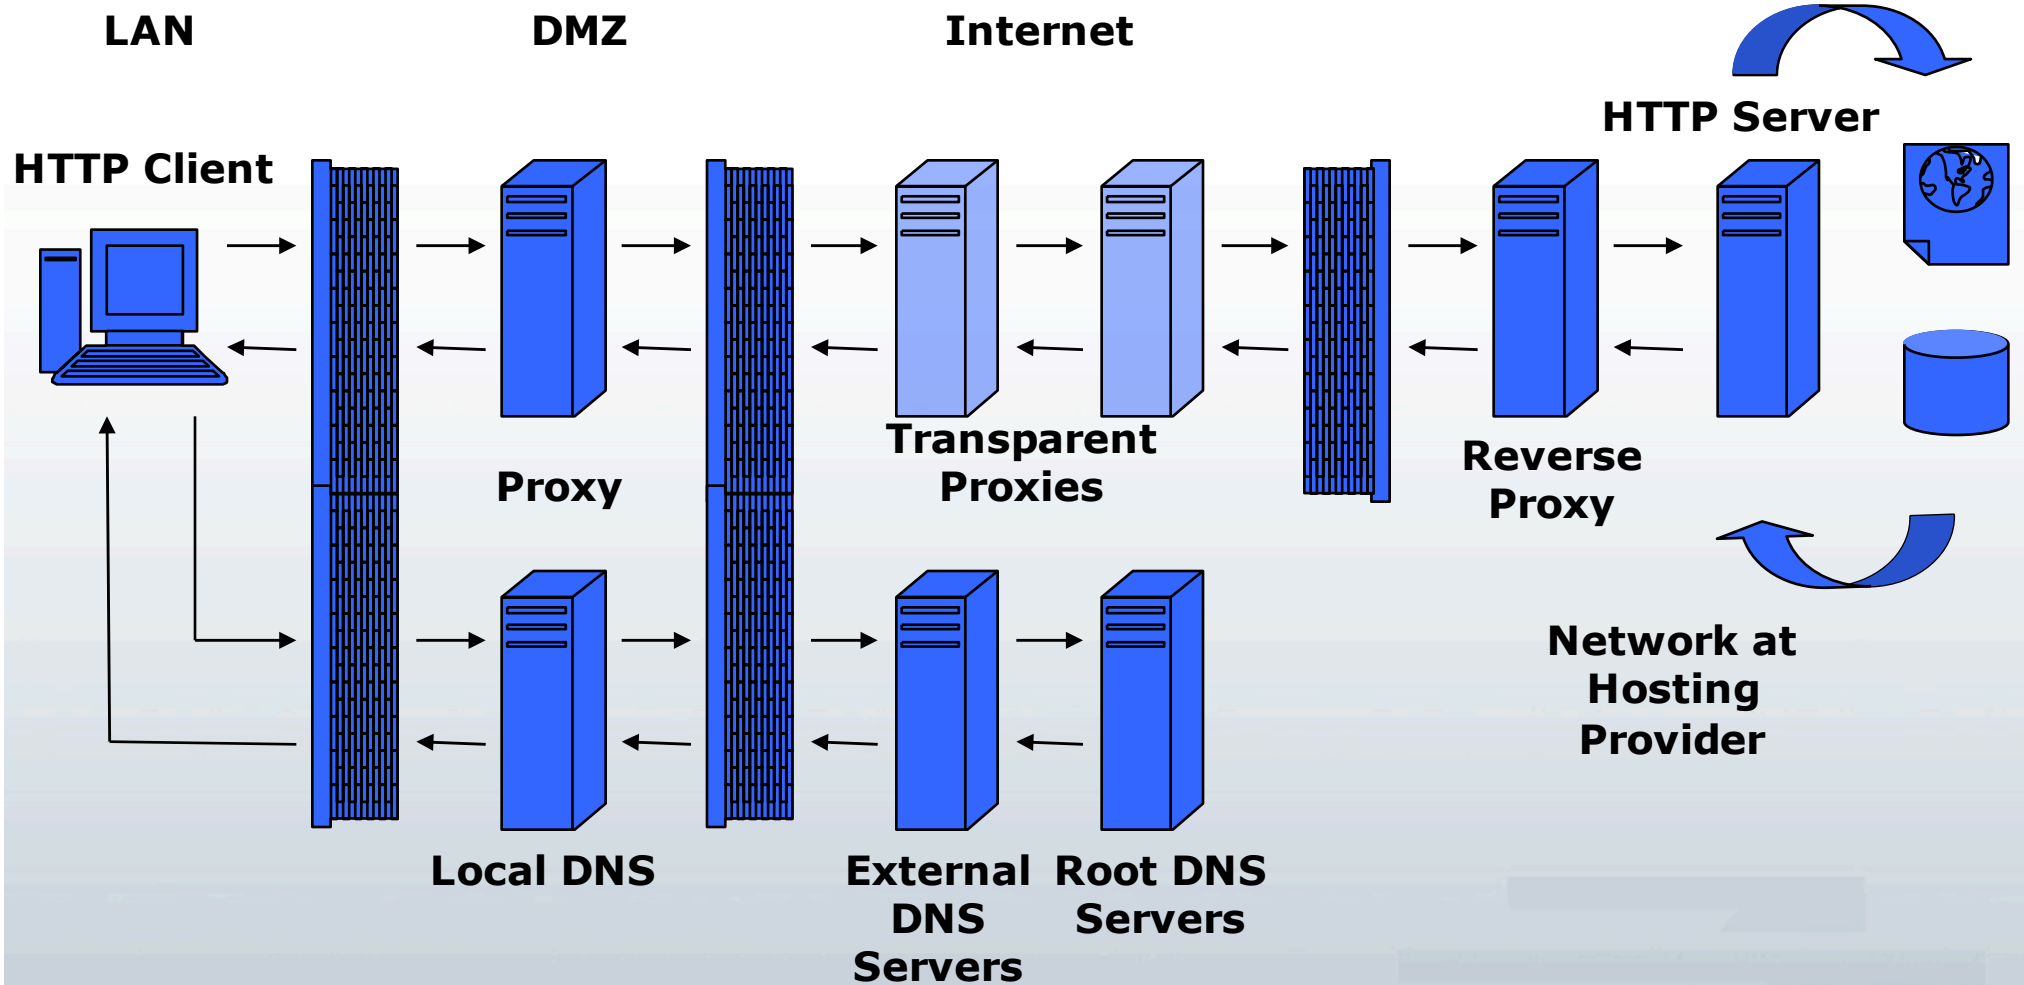 LAN
DMZ
Internet
HTTP Server
HTTP Client
Transparent
Proxies
Proxy
Reverse
Proxy
Network at
Hosting
Provider
Local DNS
External
DNS
Servers
Root DNS
Servers